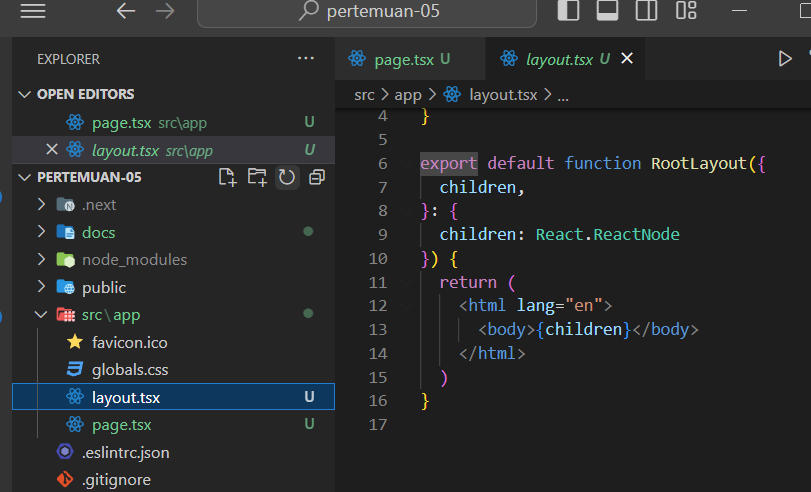 pertemuan-05
EXPLORER ...
OPEN EDITORS
page.tsx src\app U
layout.tsx src\app U
PERTEMUAN-05
.next
docs
node_modules
public
src\app
favicon.ico
globals.css
layout.tsx U
page.tsx U
.eslintrc.json
.gitignore
page.tsx U layout.tsx U
src > app > layout.tsx > ...
4 }
5
6 export default function RootLayout({
7 children,
8 }: {
9 children: React.ReactNode
10 }) {
11 return (
12 <html lang="en">
13 <body>{children}</body>
14 </html>
15 )
16 }
17